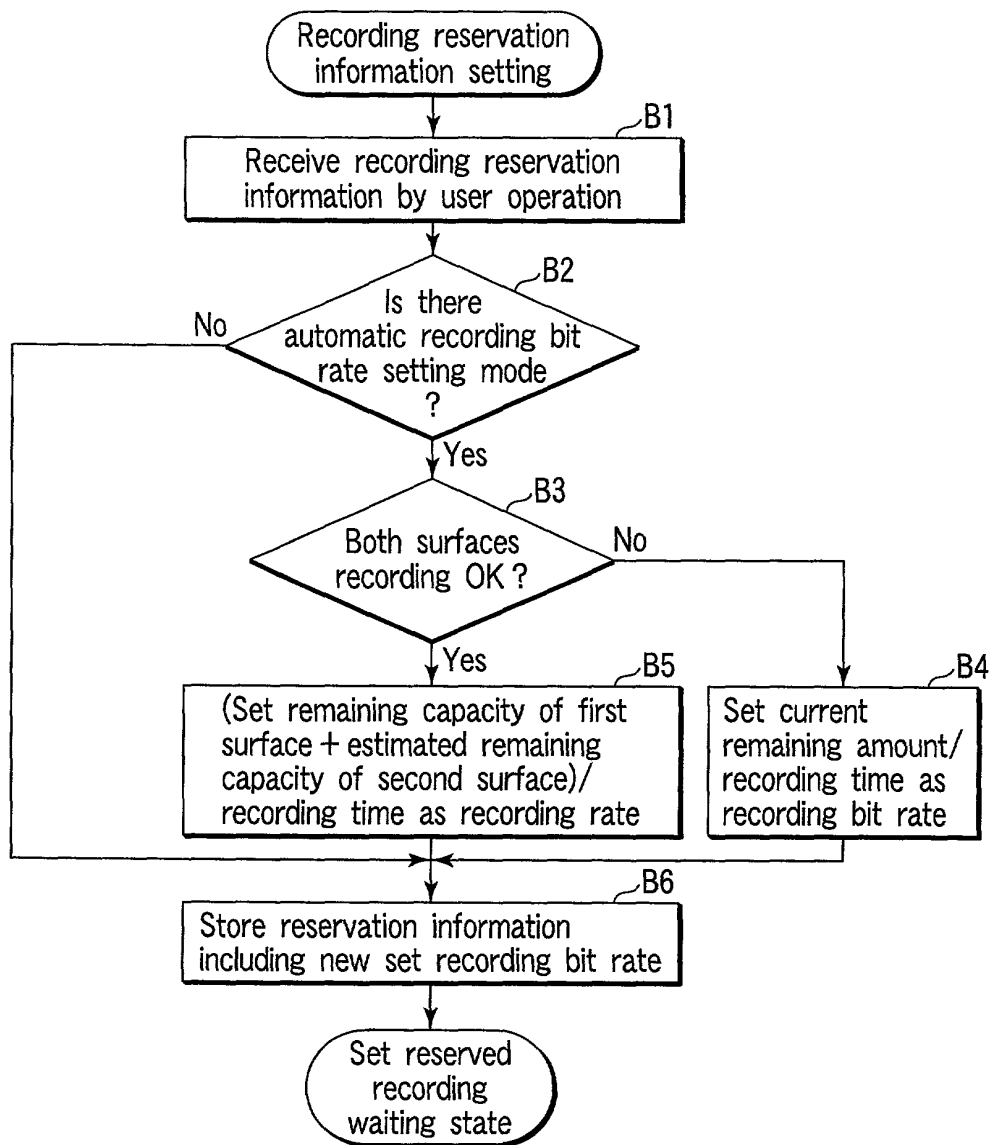 Recording reservation
information setting
B1
Receive recording reservation
information by user operation
B2
Is there
automatic recording bit
rate setting mode
?
No
Yes
B3
Both surfaces
recording OK ?
No
Yes
B5
(Set remaining capacity of first
surface + estimated remaining
capacity of second surface)/
recording time as recording rate
B4
Set current
remaining amount/
recording time as
recording bit rate
B6
Store reservation information
including new set recording bit rate
Set reserved
recording
waiting state